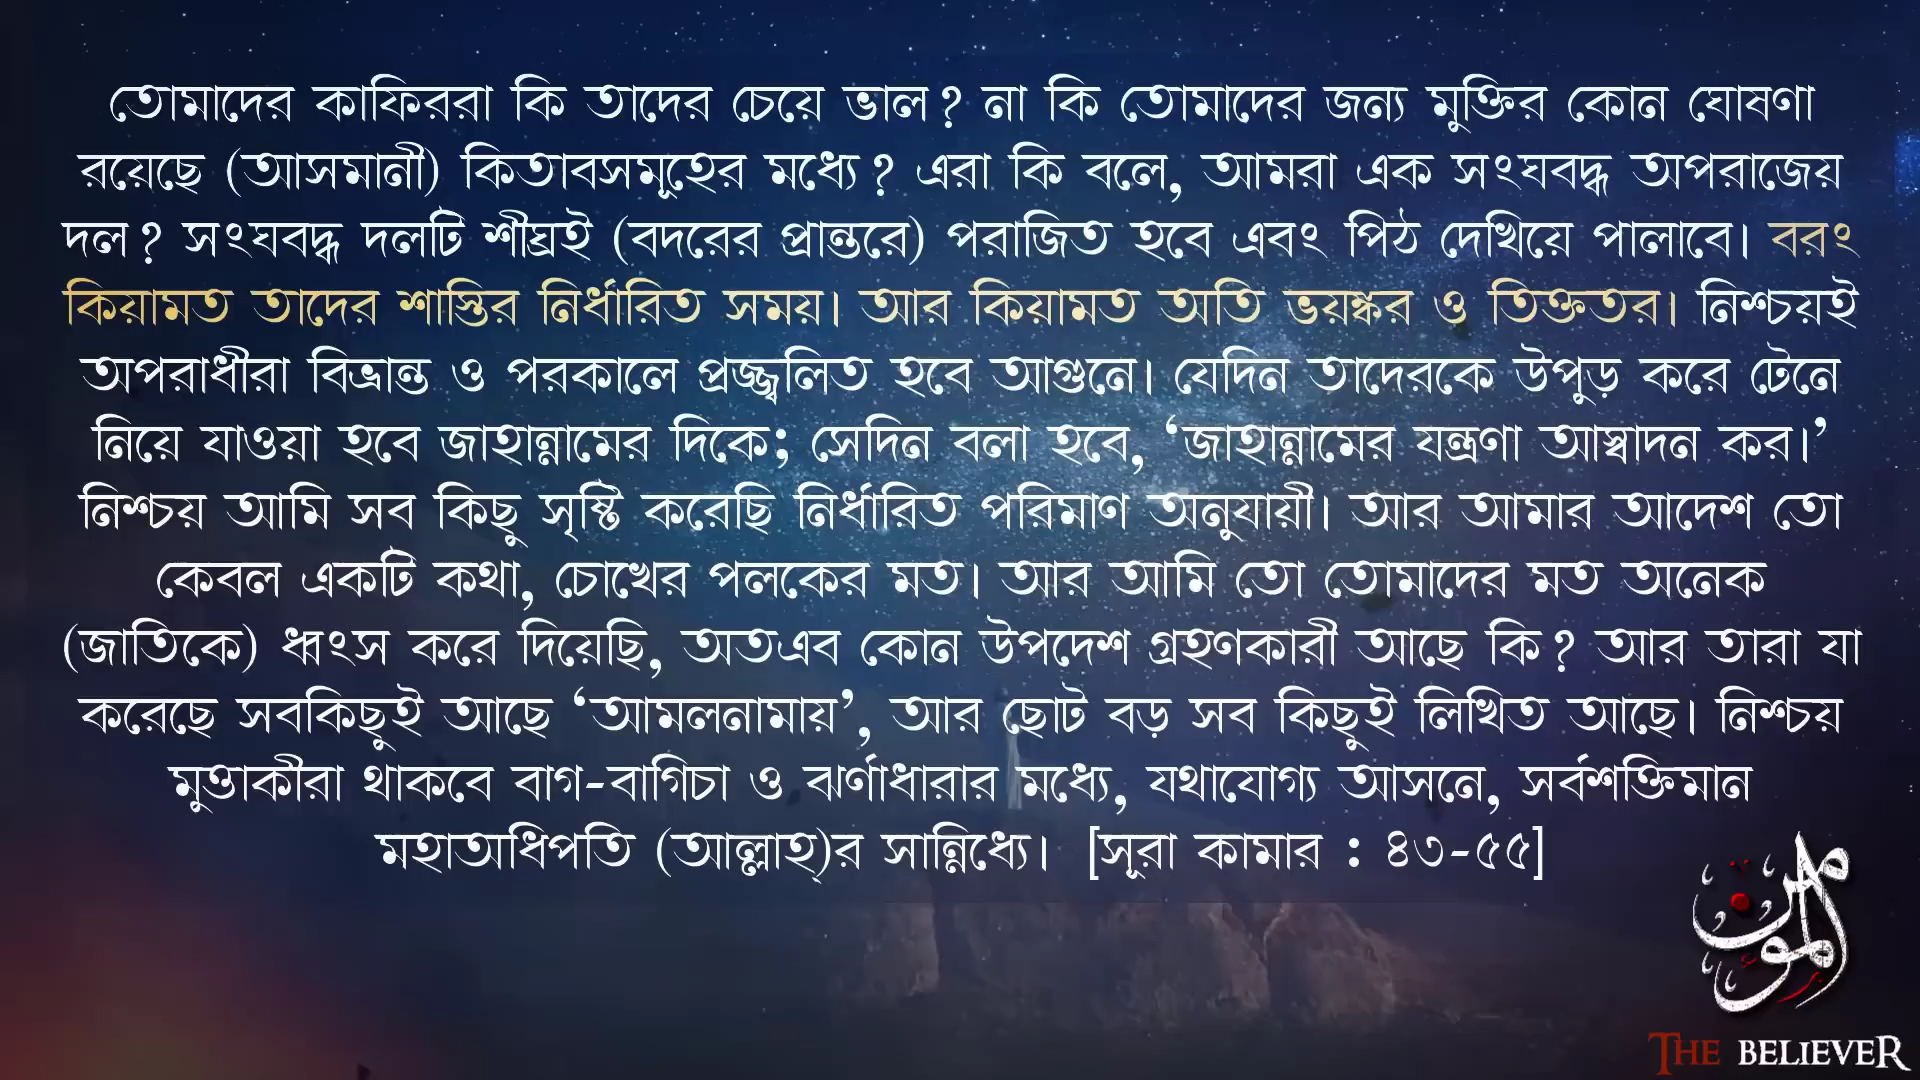 তোমাদের কাফিররা কি তাদের চেয়ে ভাল? না কি তোমাদের জন্য মুক্তির কোন ঘোষণা
রয়েছে (আসমানী) কিতাবসমূহের মধ্যে? এরা কি বলে, আমরা এক সংঘবদ্ধ অপরাজেয়
দল? সংঘবদ্ধ দলটি শীঘ্রই (বদরের প্রান্তরে) পরাজিত হবে এবং পিঠ দেখিয়ে পালাবে। বরং
কিয়ামত তাদের শাস্তির নির্ধারিত সময়। আর কিয়ামত অতি ভয়ঙ্কর ও তিক্ততর। নিশ্চয়ই
অপরাধীরা বিভ্রান্ত ও পরকালে প্রজ্জ্বলিত হবে আগুনে। যেদিন তাদেরকে উপুড় করে টেনে
নিয়ে যাওয়া হবে জাহান্নামের দিকে; সেদিন বলা হবে, ‘জাহান্নামের যন্ত্রণা আস্বাদন কর।’
নিশ্চয় আমি সব কিছু সৃষ্টি করেছি নির্ধারিত পরিমাণ অনুযায়ী। আর আমার আদেশ তো
কেবল একটি কথা, চোখের পলকের মত। আর আমি তো তোমাদের মত অনেক
(জাতিকে) ধ্বংস করে দিয়েছি, অতএব কোন উপদেশ গ্রহণকারী আছে কি? আর তারা যা
করেছে সবকিছুই আছে ‘আমলনামায়’, আর ছোট বড় সব কিছুই লিখিত আছে। নিশ্চয়
মুত্তাকীরা থাকবে বাগ-বাগিচা ও ঝর্ণাধারার মধ্যে, যথাযোগ্য আসনে, সর্বশক্তিমান
মহাঅধিপতি (আল্লাহ্)র সান্নিধ্যে। [সূরা কামার : ৪৩-৫৫]
المؤمن
THE BELIEVER